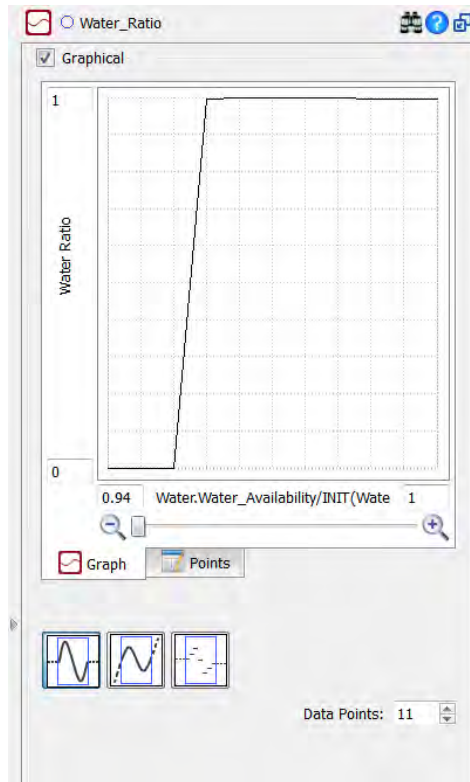 Water_Ratio
Graphical
1
Water Ratio
0
0.94 Water.Water_Availability/INIT(Wate 1
Graph Points
Data Points: 11